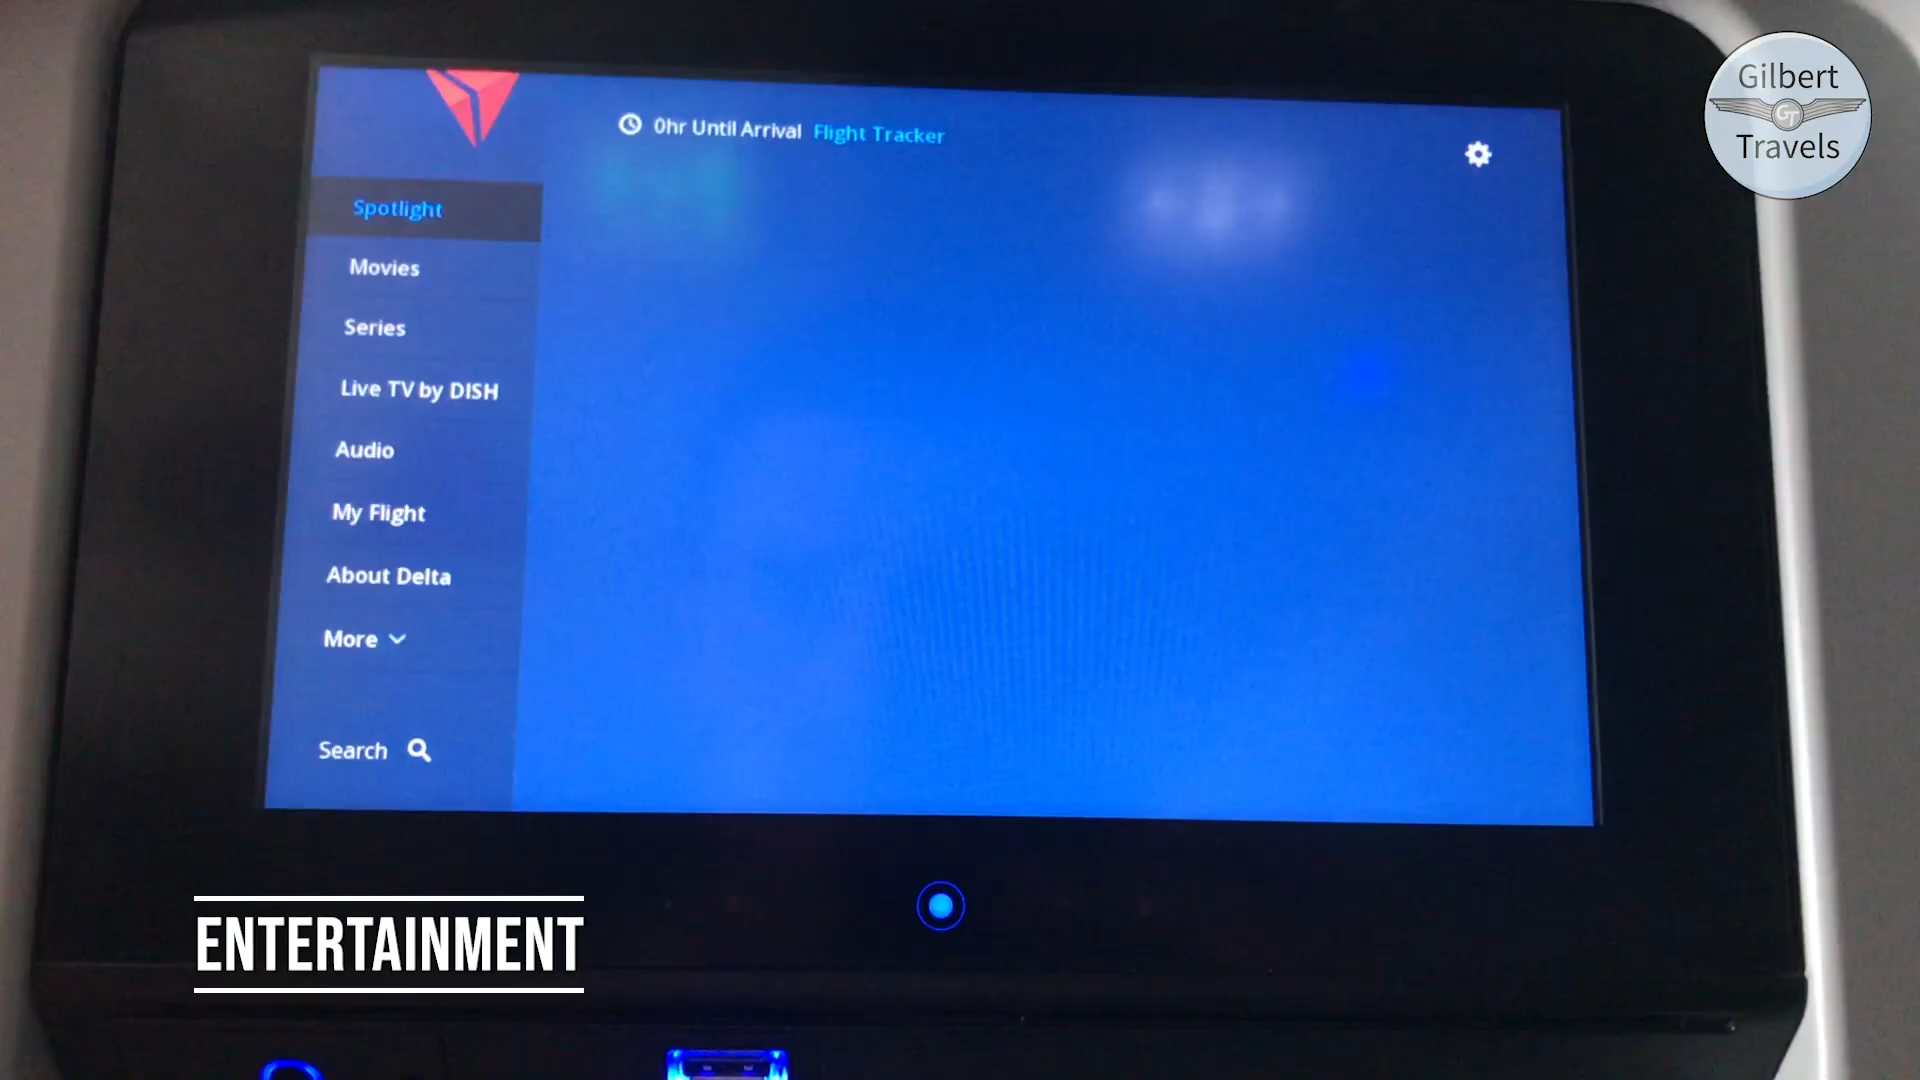 Gilbert
GT
Travels
0hr Until Arrival Flight Tracker
Spotlight
Movies
Series
Live TV by DISH
Audio
My Flight
About Delta
More
Search
ENTERTAINMENT